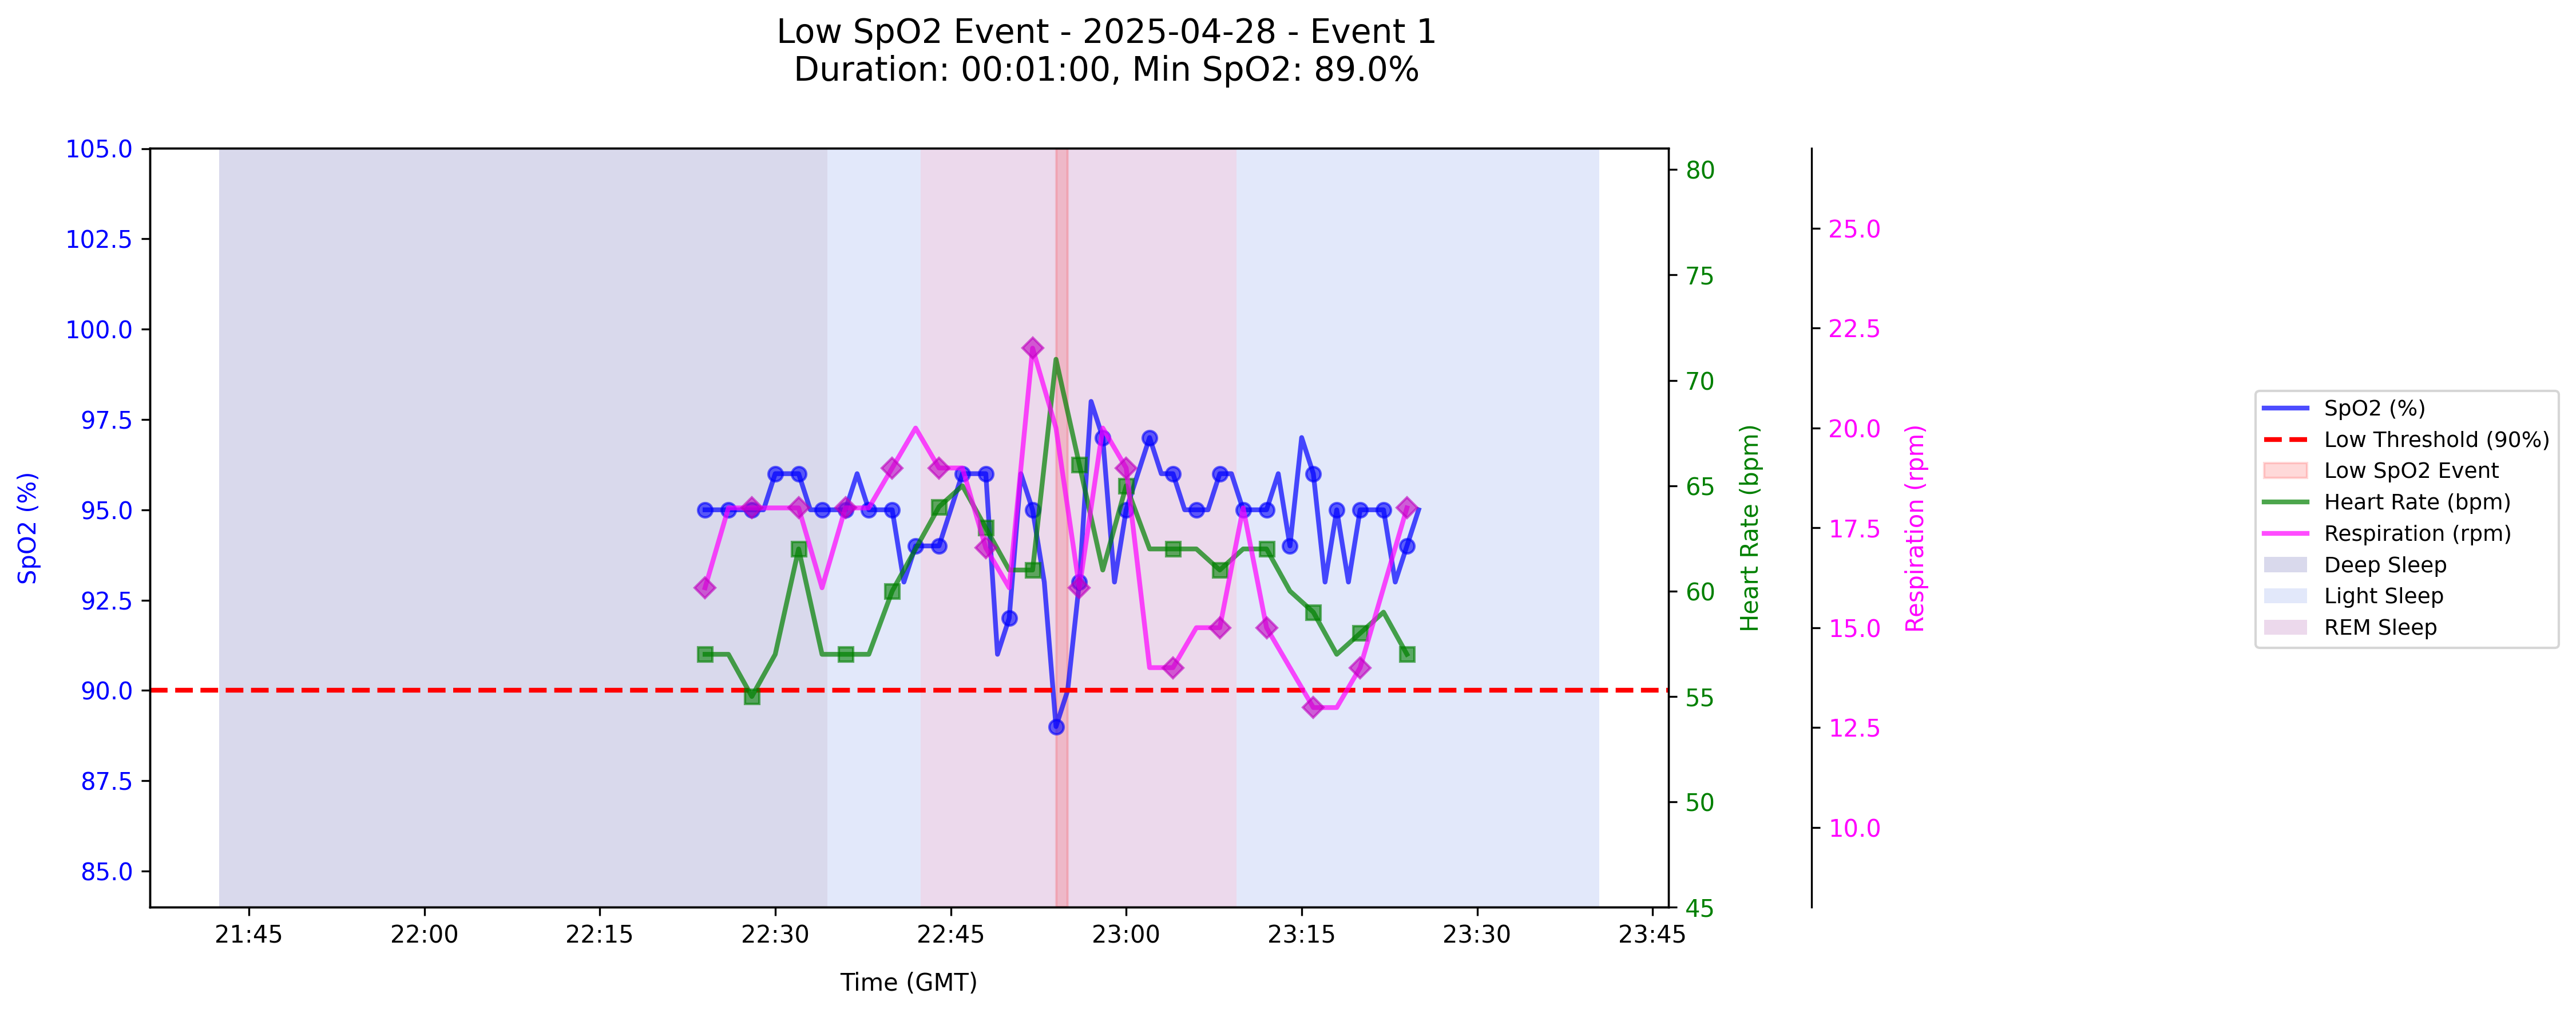 Low SpO2 Event - 2025-04-28 - Event 1
Duration: 00:01:00, Min SpO2: 89.0%
105.0
102.5
100.0
97.5
95.0
92.5
90.0
87.5
85.0
SpO2 (%)
21:45
22:00
22:15
22:30
22:45
23:00
23:15
23:30
23:45
Time (GMT)
80
75
70
65
60
55
50
45
Heart Rate (bpm)
25.0
22.5
20.0
17.5
15.0
12.5
10.0
Respiration (rpm)
SpO2 (%)
Low Threshold (90%)
Low SpO2 Event
Heart Rate (bpm)
Respiration (rpm)
Deep Sleep
Light Sleep
REM Sleep